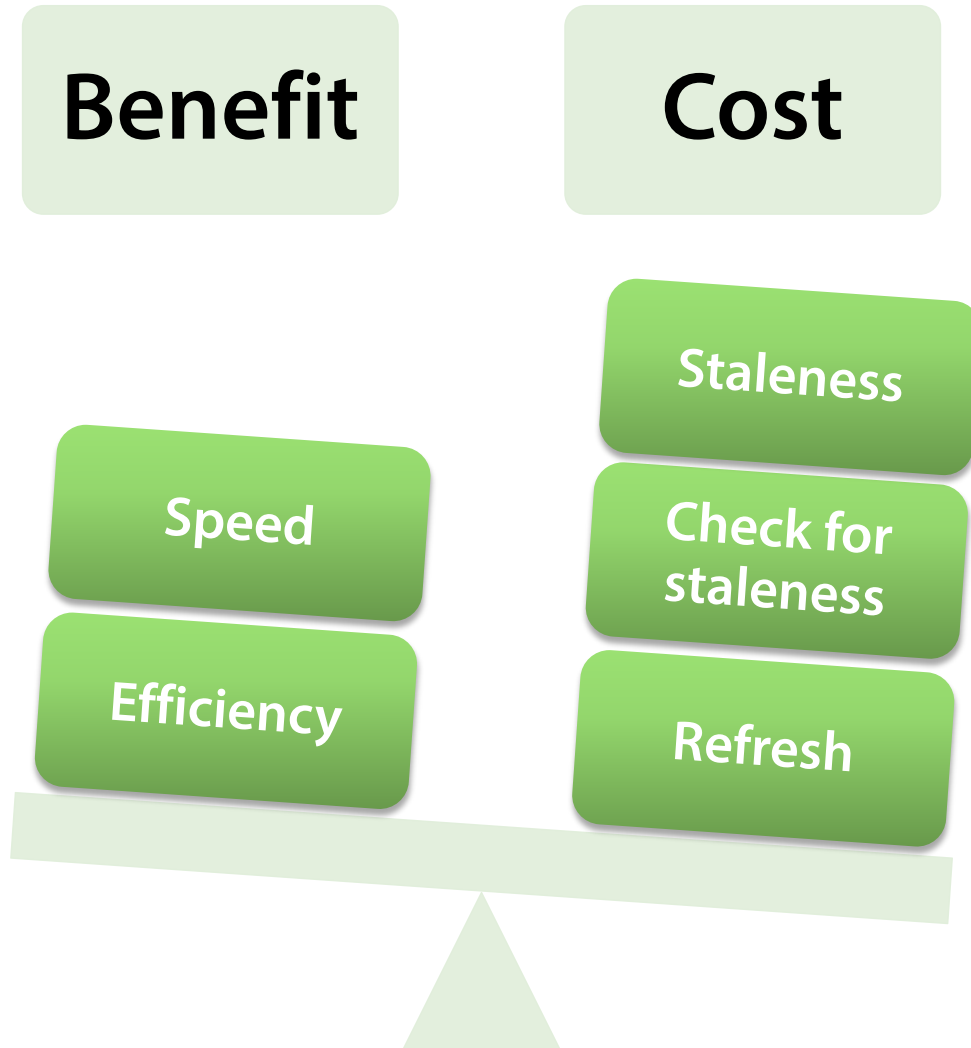 Benefit
Cost
Speed
Efficiency
Staleness
Check for
staleness
Refresh